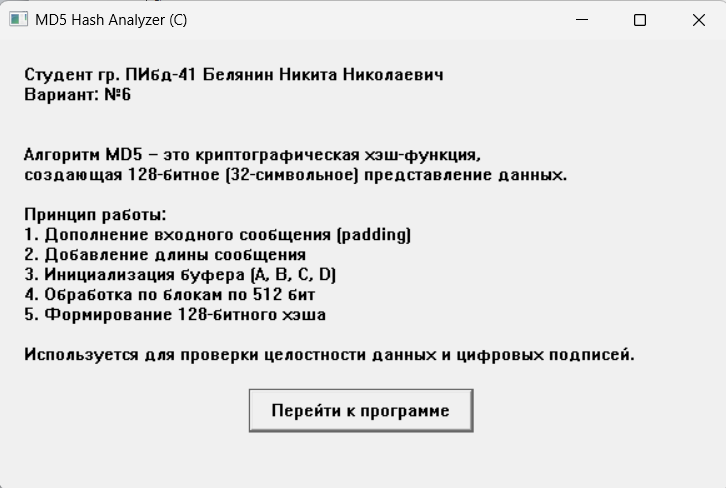 MD5 Hash Analyzer (C)
Студент гр. ПИбд-41 Белянин Никита Николаевич
Вариант: №6
Алгоритм MD5 – это криптографическая хэш-функция,
создающая 128-битное (32-символьное) представление данных.
Принцип работы:
1. Дополнение входного сообщения (padding)
2. Добавление длины сообщения
3. Инициализация буфера (A, B, C, D)
4. Обработка по блокам по 512 бит
5. Формирование 128-битного хэша
Используется для проверки целостности данных и цифровых подписей.
Перейти к программе